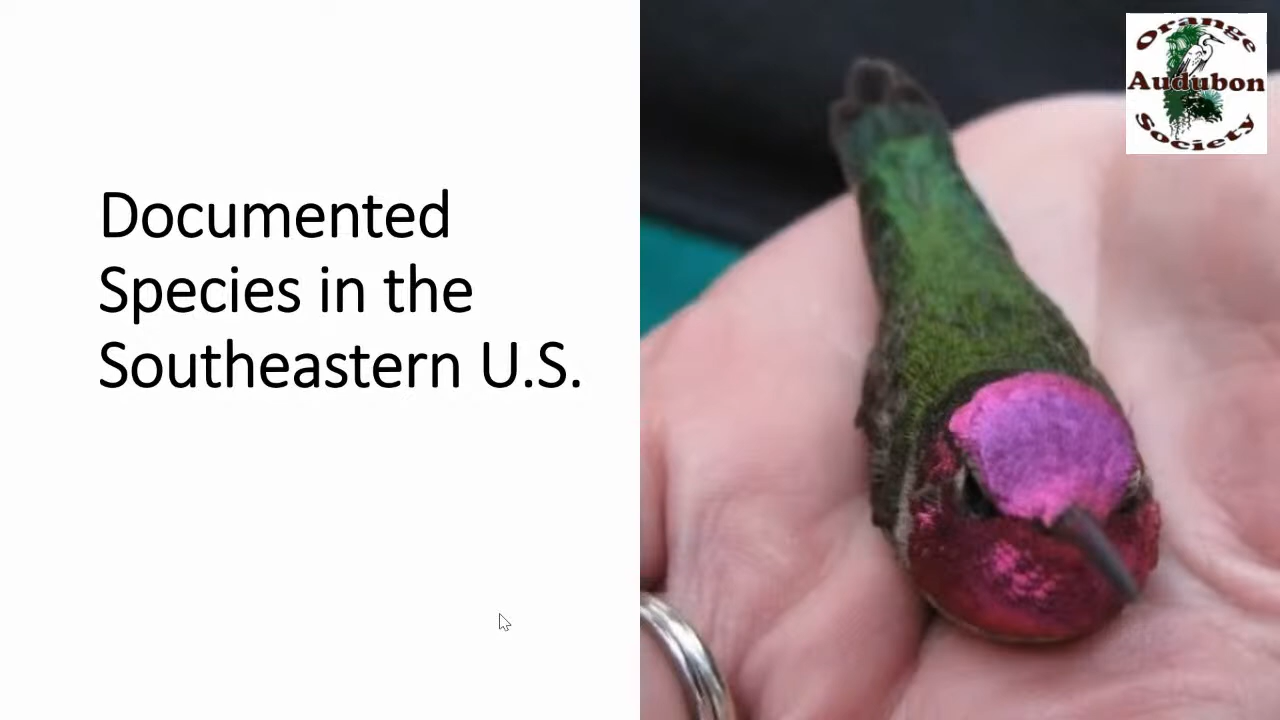 Documented
Species in the
Southeastern U.S.
Orange
Audubon
Society